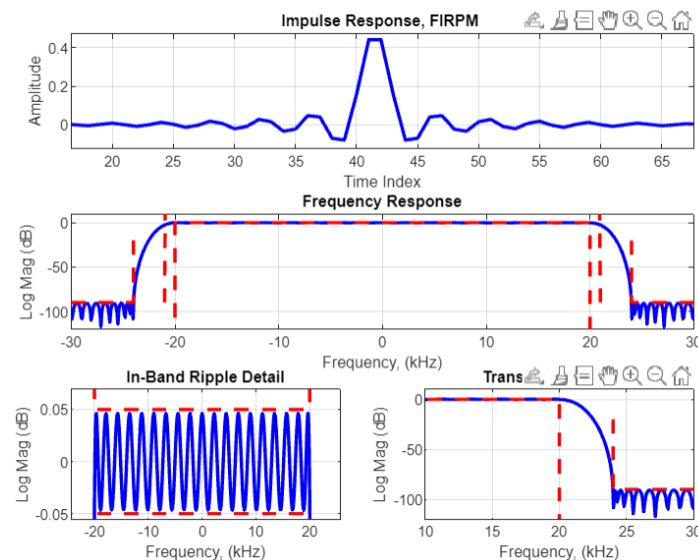 Impulse Response, FIRPM
0.4
0.2
0
Amplitude
20 25 30 35 40 45 50 55 60 65
Time Index
Frequency Response
0
-50
-100
Log Mag (dB)
-30 -20 -10 0 10 20 30
Frequency, (kHz)
In-Band Ripple Detail
0.05
0
-0.05
Log Mag (dB)
-20 -10 0 10 20
Frequency, (kHz)
Trans
0
-50
-100
Log Mag (dB)
10 15 20 25 30
Frequency, (kHz)